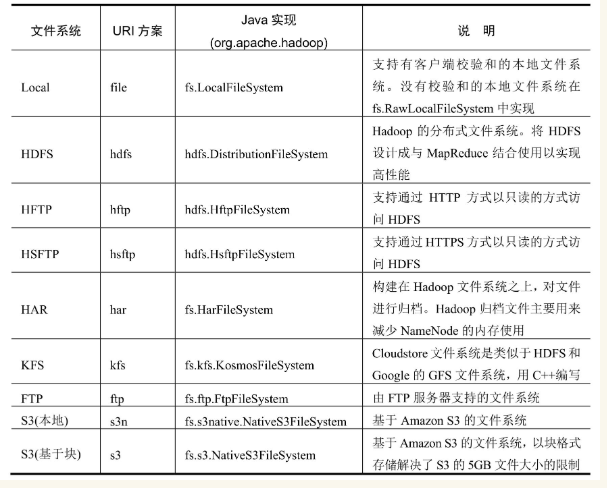 文件系统 URI 方案 Java 实现 说 明
(org.apache.hadoop)
Local file fs.LocalFileSystem 支持有客户端校验和的本地文件系
统。没有校验和的本地文件系统在
fs.RawLocalFileSystem 中实现
HDFS hdfs hdfs.DistributionFileSystem Hadoop 的分布式文件系统。将 HDFS
设计成与 MapReduce 结合使用以实现
高性能
HFTP hftp hdfs.HftpFileSystem 支持通过 HTTP 方式以只读的方式访
问 HDFS
HSFTP hsftp hdfs.HsftpFileSystem 支持通过 HTTPS 方式以只读的方式访
问 HDFS
HAR har fs.HarFileSystem 构建在 Hadoop 文件系统之上，对文件
进行归档。Hadoop 归档文件主要用来
减少 NameNode 的内存使用
KFS kfs fs.kfs.KosmosFileSystem Cloudstore 文件系统是类似于 HDFS 和
Google 的 GFS 文件系统，用 C++编写
FTP ftp fs.ftp.FtpFileSystem 由 FTP 服务器支持的文件系统
S3(本地) s3n fs.s3native.NativeS3FileSystem 基于 Amazon S3 的文件系统
S3(基于块) s3 fs.s3.NativeS3FileSystem 基于 Amazon S3 的文件系统，以块格式
存储解决了 S3 的 5GB 文件大小的限制